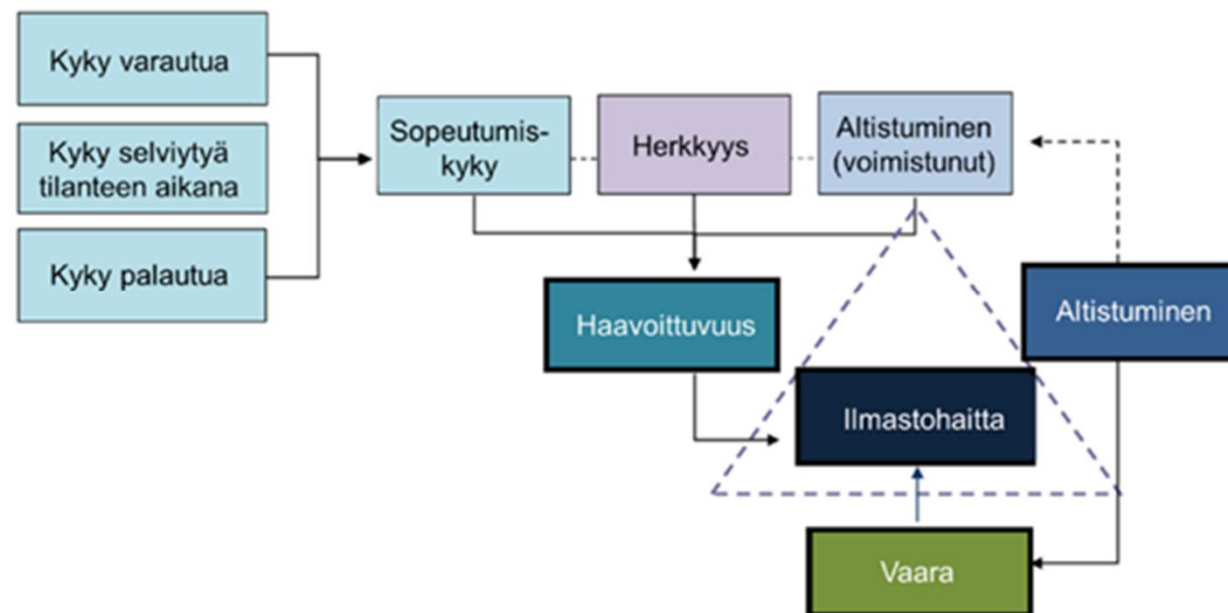 Kyky varautua
Kyky selviytyä
tilanteen aikana
Kyky palautua
Sopeutumis-
kyky
Herkkyys
Altistuminen
(voimistunut)
Haavoittuvuus
Altistuminen
Ilmastohaitta
Vaara